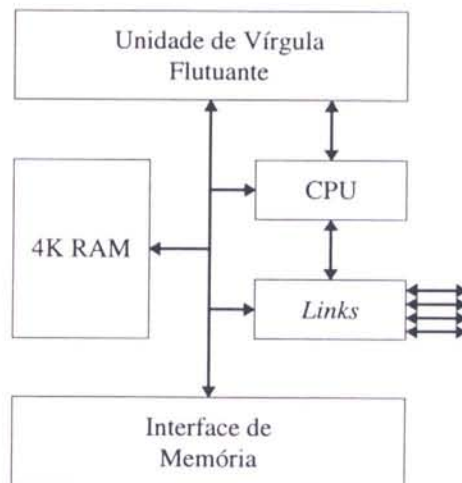 Unidade de Vírgula
Flutuante
CPU
4K RAM
Links
Interface de
Memória